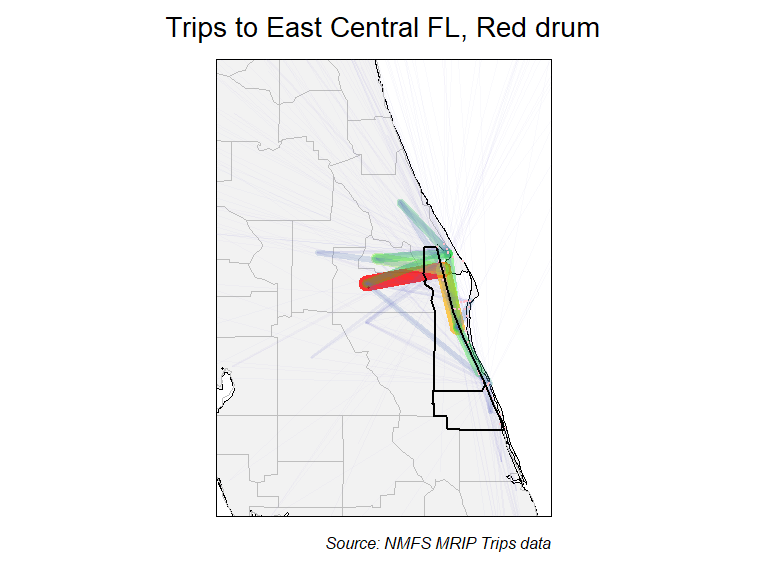 Trips to East Central FL, Red drum
Source: NMFS MRIP Trips data